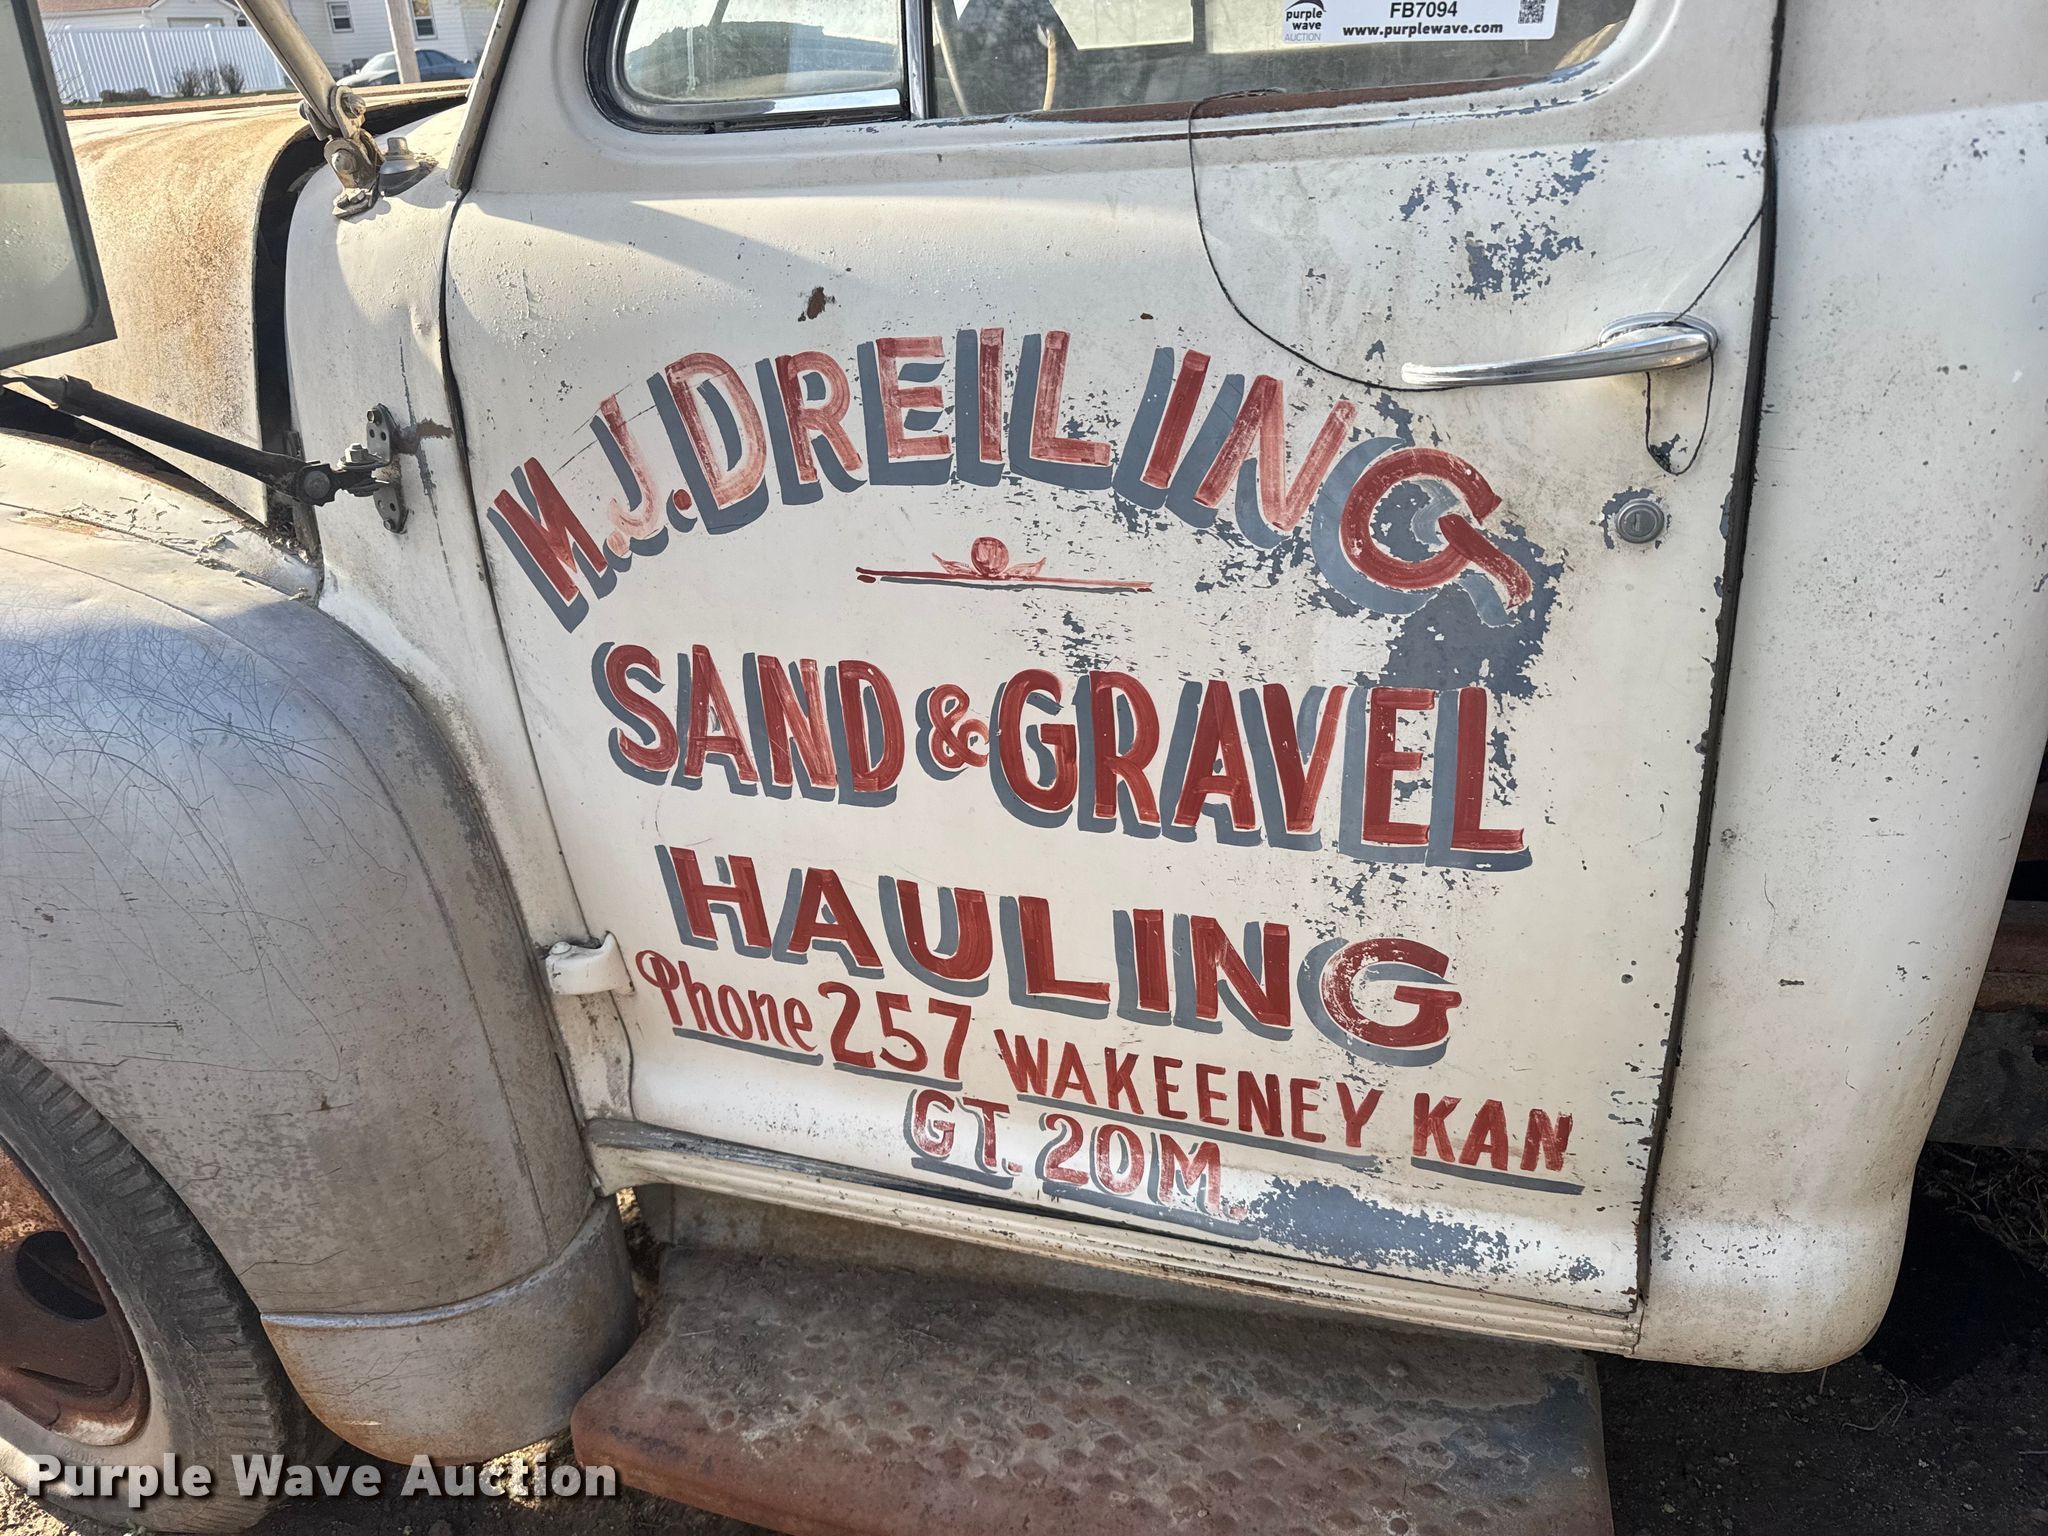 purple wave AUCTION
FB7094
www.purplewave.com
M.J. DREILING
SAND & GRAVEL
HAULING
Phone 257 WAKEENEY KAN
GT. 20M.
Purple Wave Auction